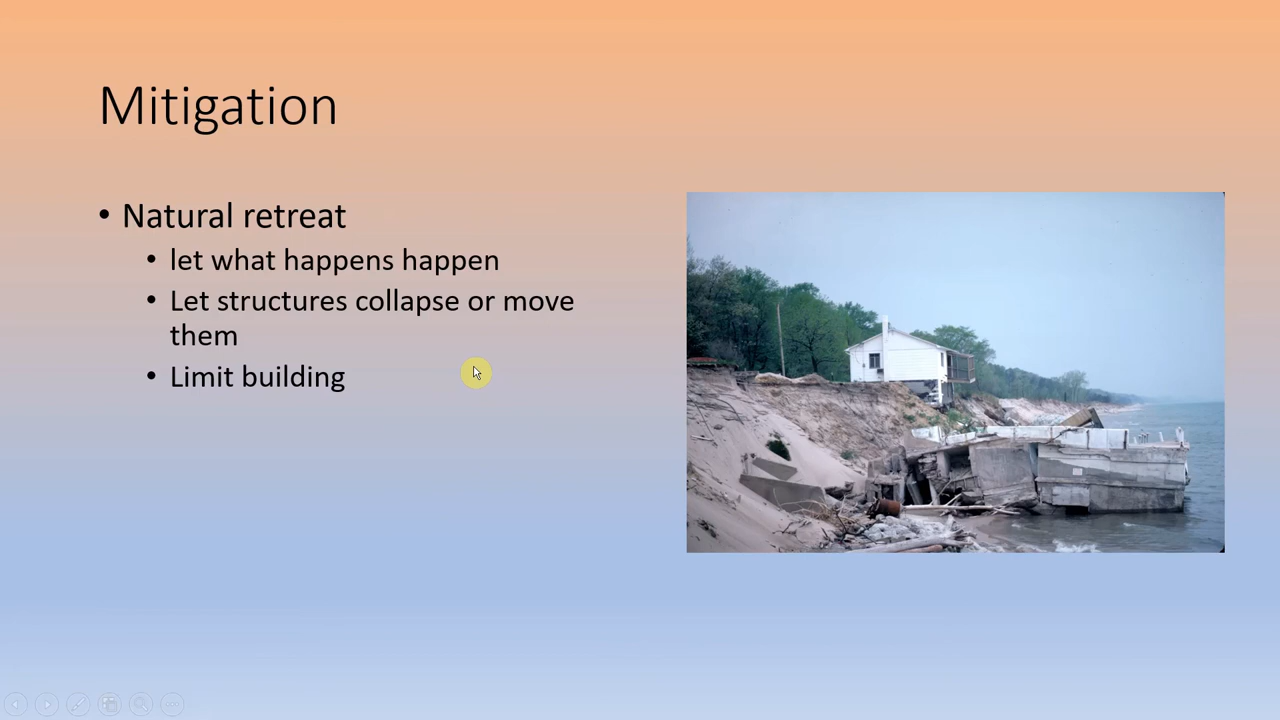 Mitigation
• Natural retreat
• let what happens happen
• Let structures collapse or move
them
• Limit building